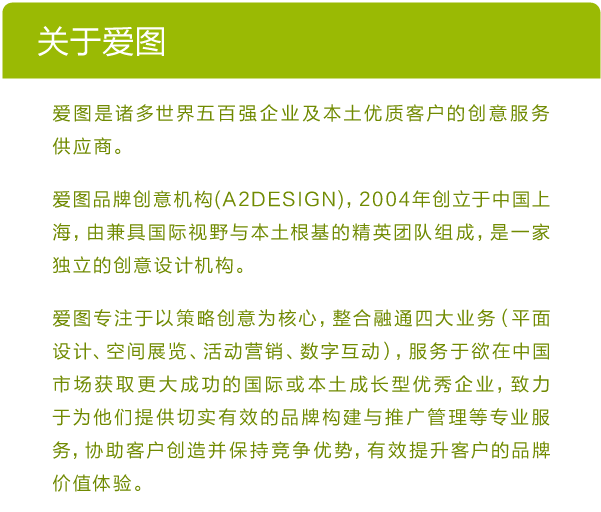 关于爱图
爱图是诸多世界五百强企业及本土优质客户的创意服务
供应商。
爱图品牌创意机构(A2DESIGN)，2004年创立于中国上
海，由兼具国际视野与本土根基的精英团队组成，是一家
独立的创意设计机构。
爱图专注于以策略创意为核心，整合融通四大业务（平面
设计、空间展览、活动营销、数字互动），服务于欲在中国
市场获取更大成功的国际或本土成长型优秀企业，致力
于为他们提供切实有效的品牌构建与推广管理等专业服
务，协助客户创造并保持竞争优势，有效提升客户的品牌
价值体验。